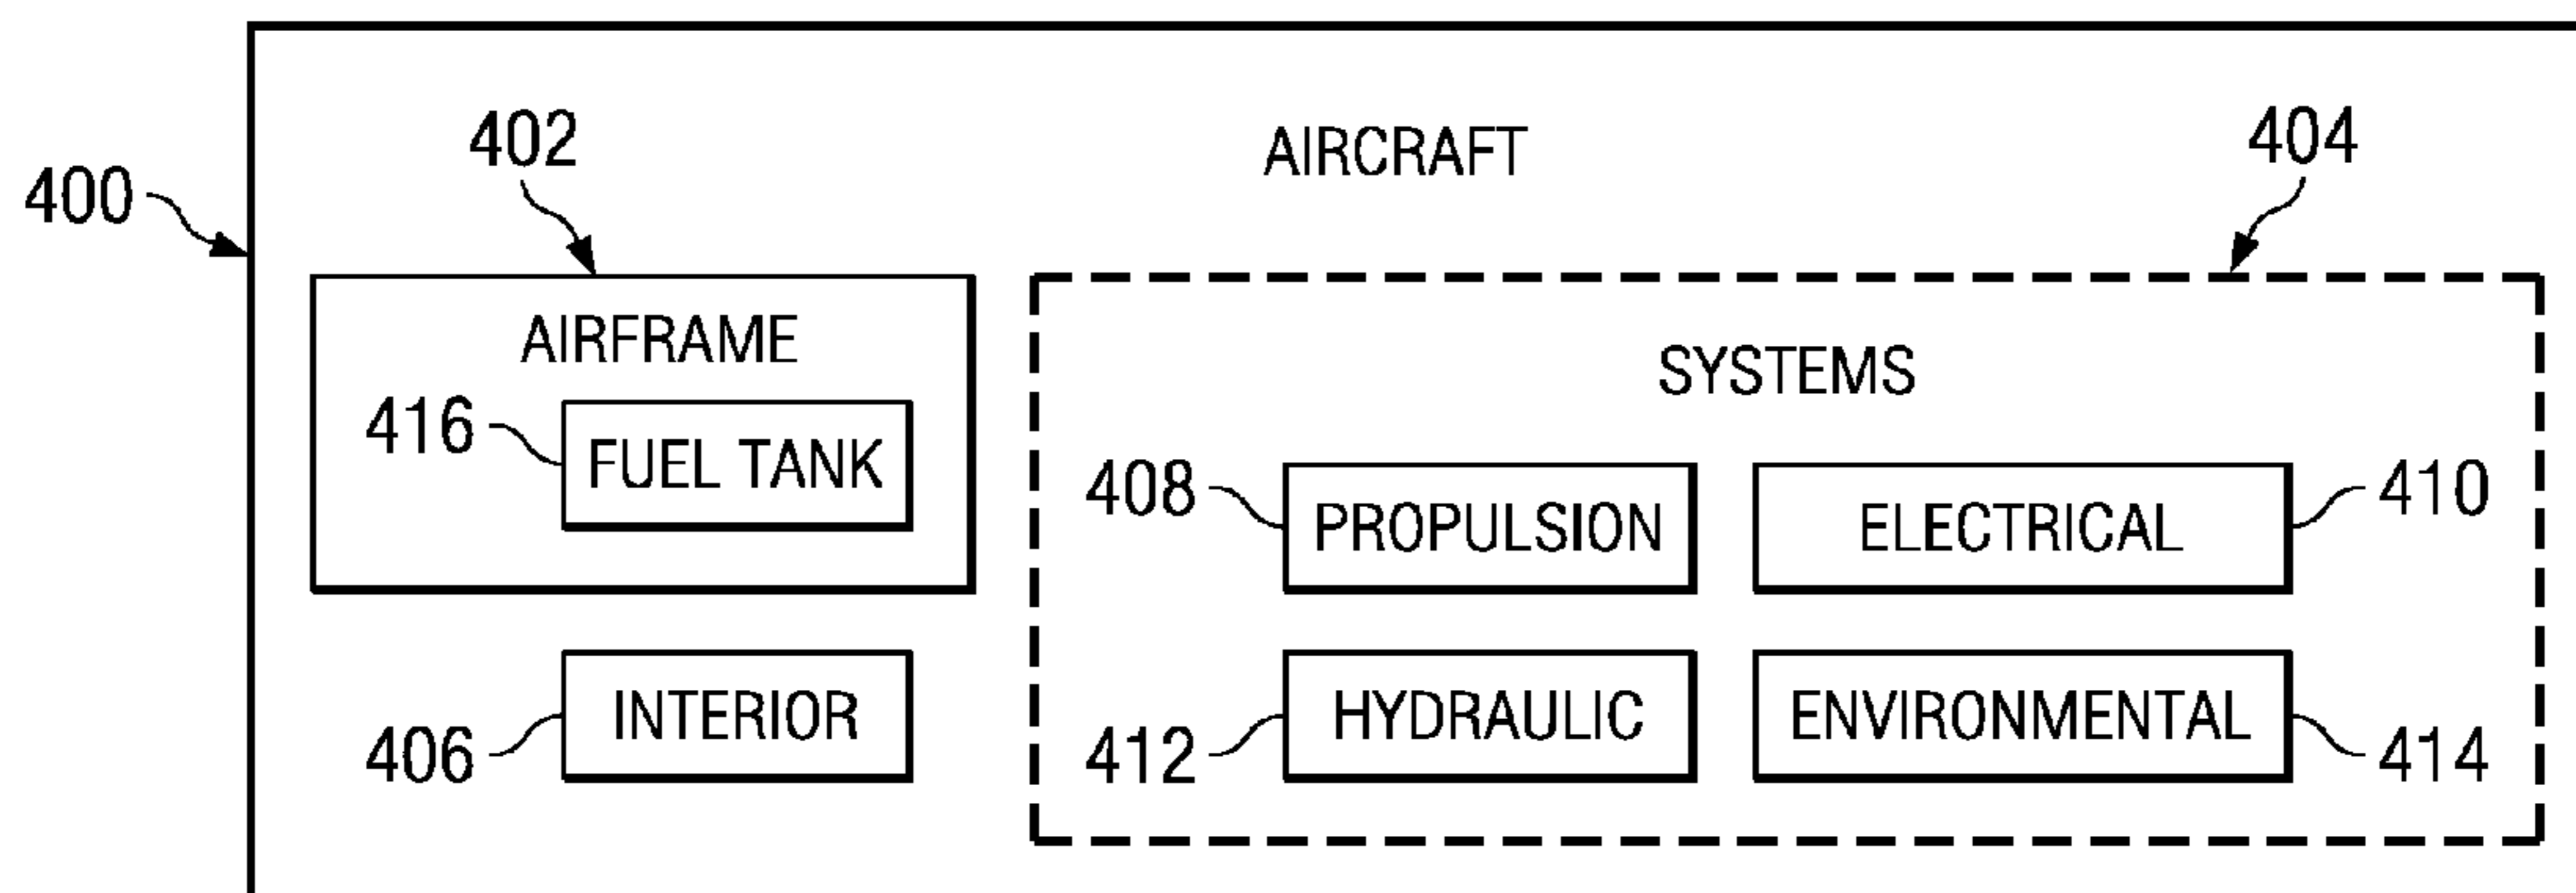 AIRCRAFT
400
402
404
AIRFRAME
416
FUEL TANK
406
INTERIOR
SYSTEMS
408
PROPULSION
ELECTRICAL
410
412
HYDRAULIC
ENVIRONMENTAL
414